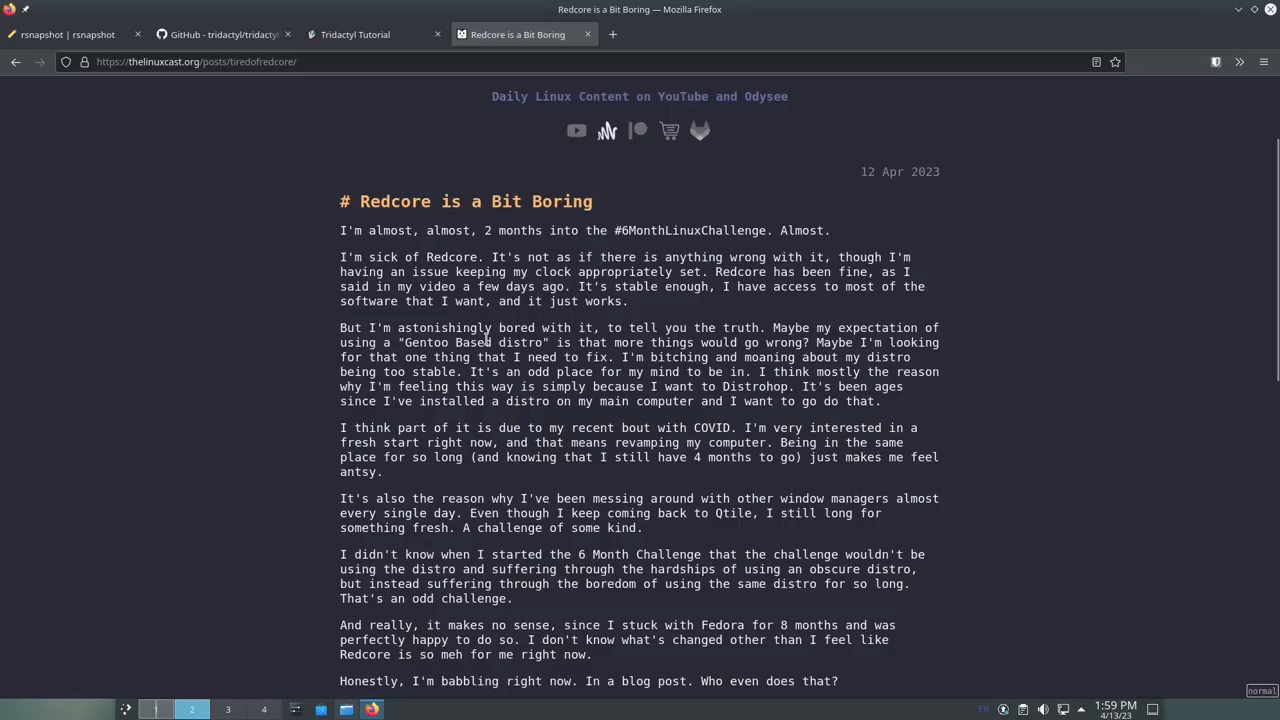 Redcore is a Bit Boring — Mozilla Firefox
rsnapshot | rsnapshot
GitHub - tridactyl/tridactyl
Tridactyl Tutorial
Redcore is a Bit Boring
https://thelinuxcast.org/posts/tiredofredcore/
Daily Linux Content on YouTube and Odysee
12 Apr 2023
# Redcore is a Bit Boring
I'm almost, almost, 2 months into the #6MonthLinuxChallenge. Almost.
I'm sick of Redcore. It's not as if there is anything wrong with it, though I'm
having an issue keeping my clock appropriately set. Redcore has been fine, as I
said in my video a few days ago. It's stable enough, I have access to most of the
software that I want, and it just works.
But I'm astonishingly bored with it, to tell you the truth. Maybe my expectation of
using a "Gentoo Based distro" is that more things would go wrong? Maybe I'm looking
for that one thing that I need to fix. I'm bitching and moaning about my distro
being too stable. It's an odd place for my mind to be in. I think mostly the reason
why I'm feeling this way is simply because I want to Distrohop. It's been ages
since I've installed a distro on my main computer and I want to go do that.
I think part of it is due to my recent bout with COVID. I'm very interested in a
fresh start right now, and that means revamping my computer. Being in the same
place for so long (and knowing that I still have 4 months to go) just makes me feel
antsy.
It's also the reason why I've been messing around with other window managers almost
every single day. Even though I keep coming back to Qtile, I still long for
something fresh. A challenge of some kind.
I didn't know when I started the 6 Month Challenge that the challenge wouldn't be
using the distro and suffering through the hardships of using an obscure distro,
but instead suffering through the boredom of using the same distro for so long.
That's an odd challenge.
And really, it makes no sense, since I stuck with Fedora for 8 months and was
perfectly happy to do so. I don't know what's changed other than I feel like
Redcore is so meh for me right now.
Honestly, I'm babbling right now. In a blog post. Who even does that?
normal
1
2
3
4
EN
1:59 PM
4/13/23